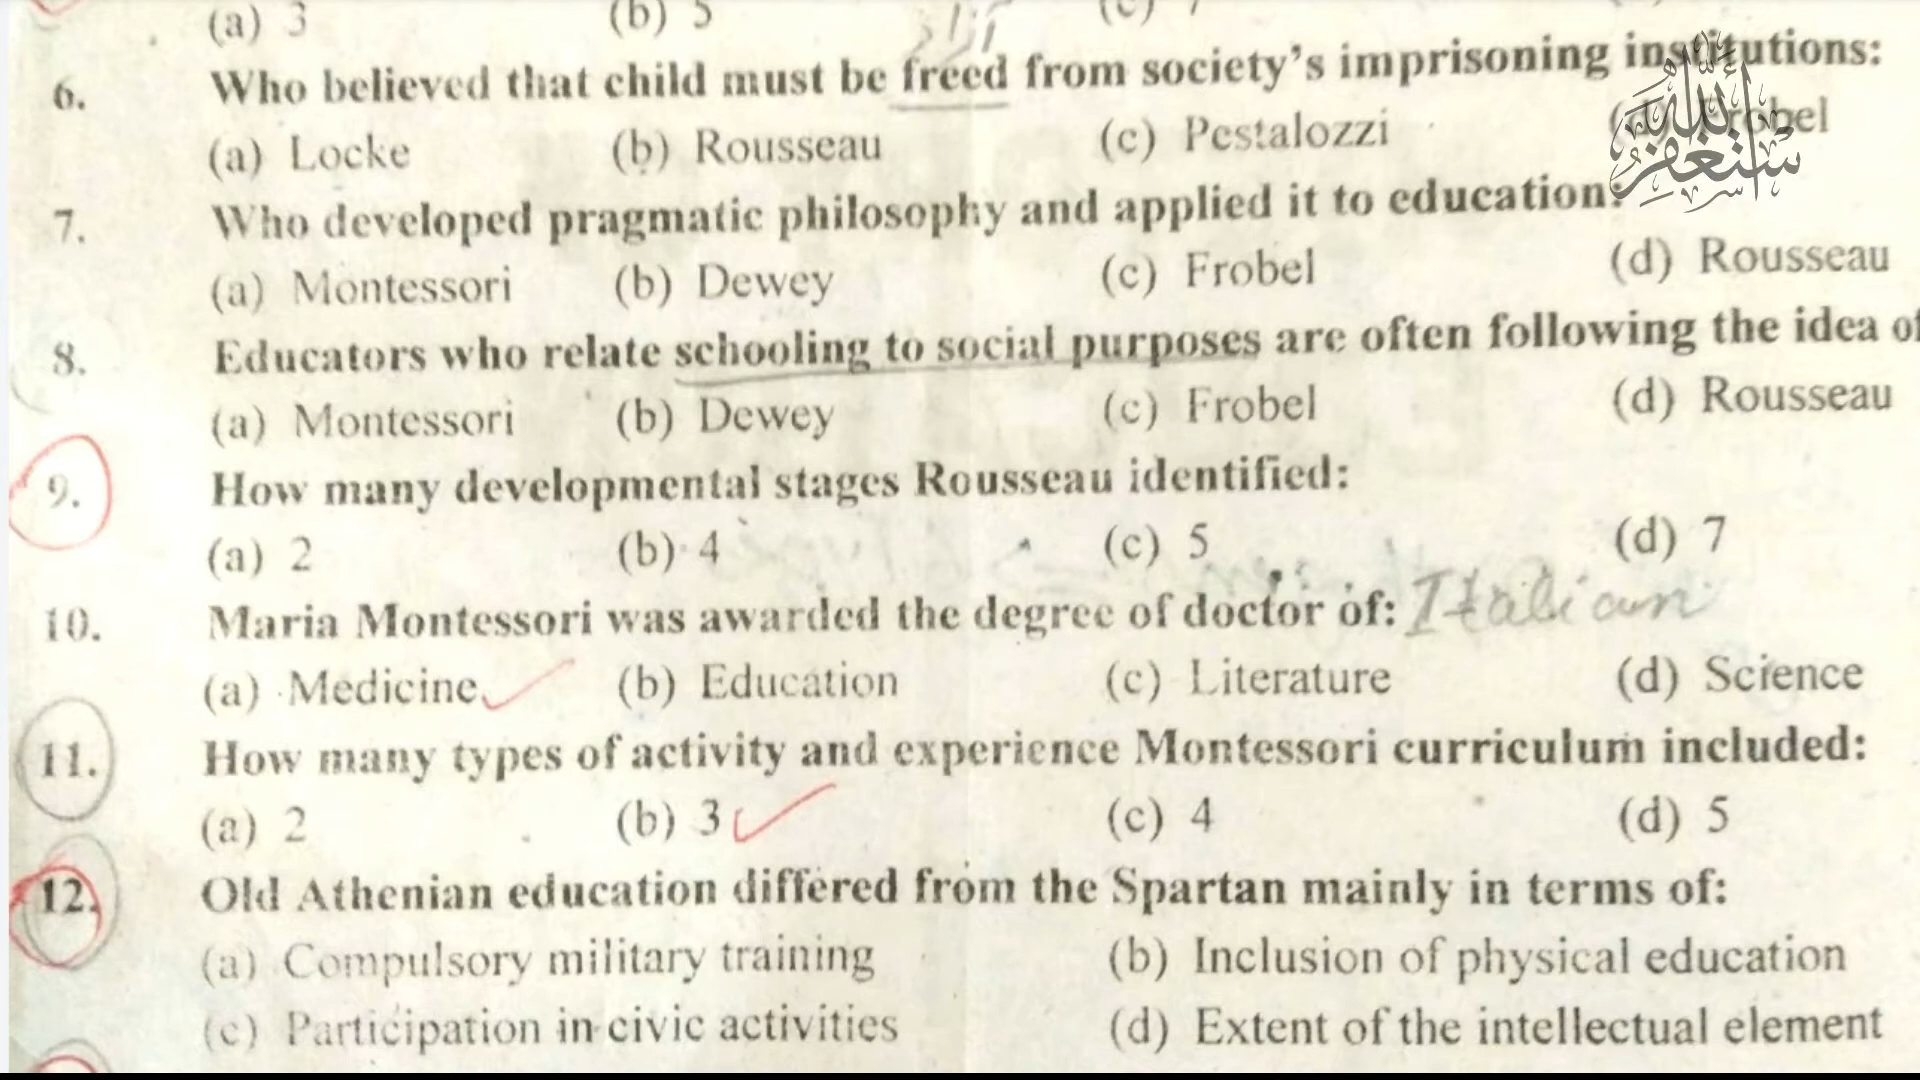 (a) 3 (b) 5 (c) 7
آزاد
6. Who believed that child must be freed from society's imprisoning institutions:
(a) Locke (b) Rousseau (c) Pestalozzi (d) Frobel
أستغفر الله
7. Who developed pragmatic philosophy and applied it to education:
(a) Montessori (b) Dewey (c) Frobel (d) Rousseau
8. Educators who relate schooling to social purposes are often following the idea of
(a) Montessori (b) Dewey (c) Frobel (d) Rousseau
9. How many developmental stages Rousseau identified:
(a) 2 (b) 4 (c) 5 (d) 7
10. Maria Montessori was awarded the degree of doctor of: Italian
(a) Medicine (b) Education (c) Literature (d) Science
11. How many types of activity and experience Montessori curriculum included:
(a) 2 (b) 3 (c) 4 (d) 5
12. Old Athenian education differed from the Spartan mainly in terms of:
(a) Compulsory military training (b) Inclusion of physical education
(c) Participation in civic activities (d) Extent of the intellectual element